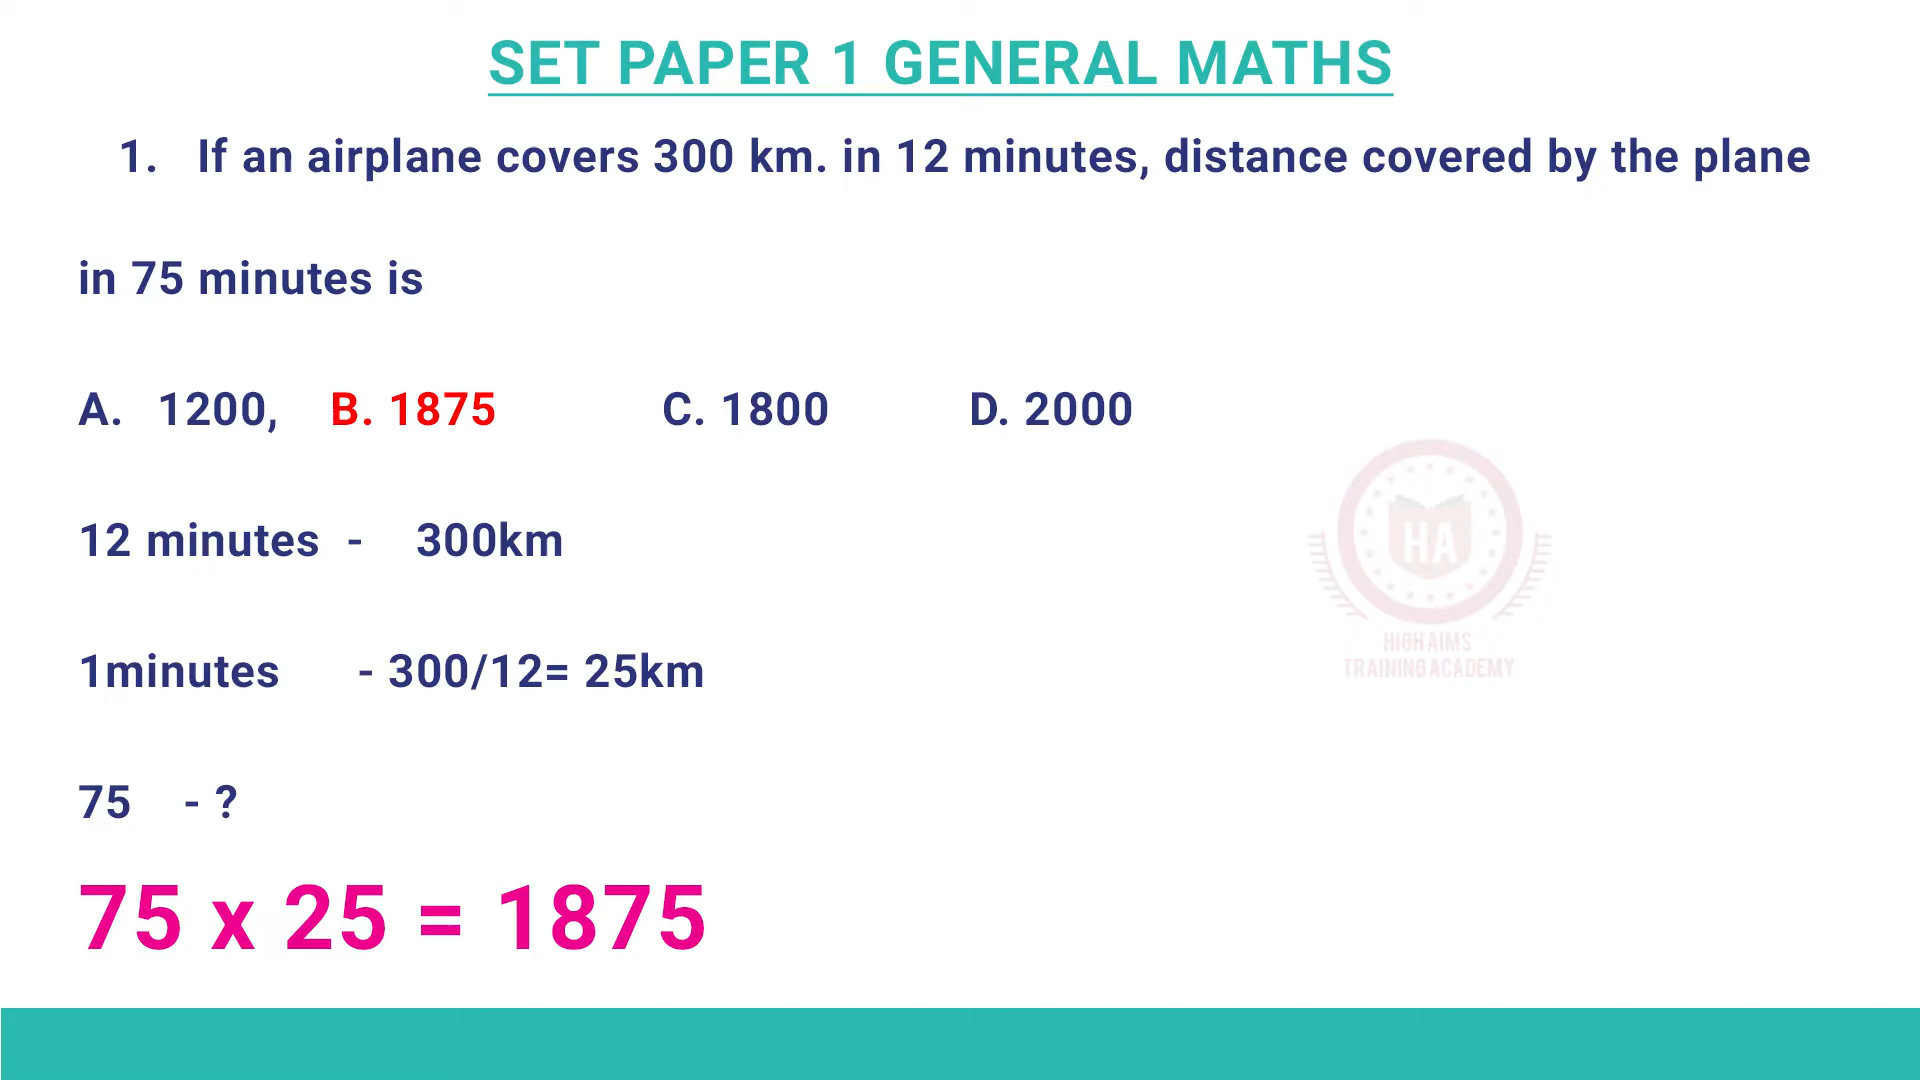 SET PAPER 1 GENERAL MATHS
1. If an airplane covers 300 km. in 12 minutes, distance covered by the plane
in 75 minutes is
A. 1200, B. 1875 C. 1800 D. 2000
12 minutes - 300km
HA
HIGH AIMS
TRAINING ACADEMY
1minutes - 300/12= 25km
75 - ?
75 x 25 = 1875